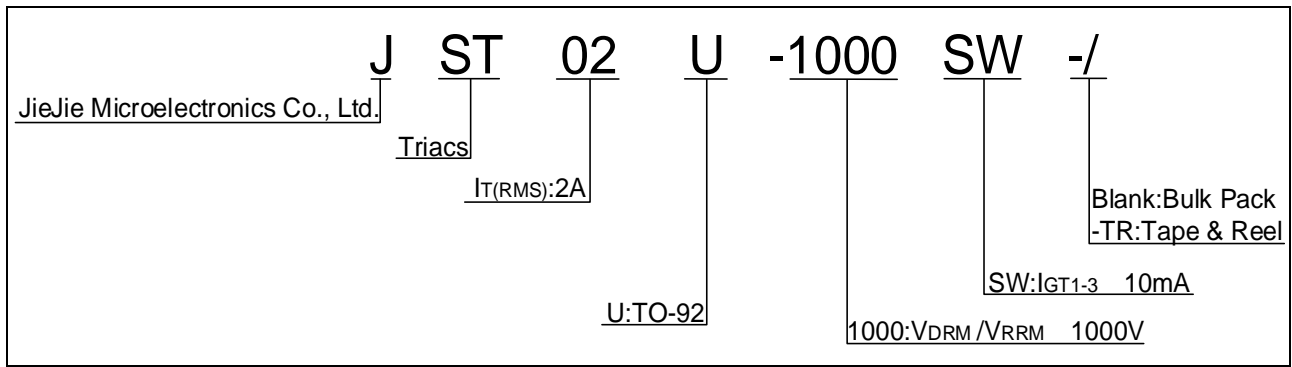 J ST 02 U -1000 SW -/
JieJie Microelectronics Co., Ltd.
Triacs
IT(RMS):2A
Blank:Bulk Pack
-TR:Tape & Reel
SW:IGT1-3 10mA
U:TO-92
1000:VDRM /VRRM 1000V